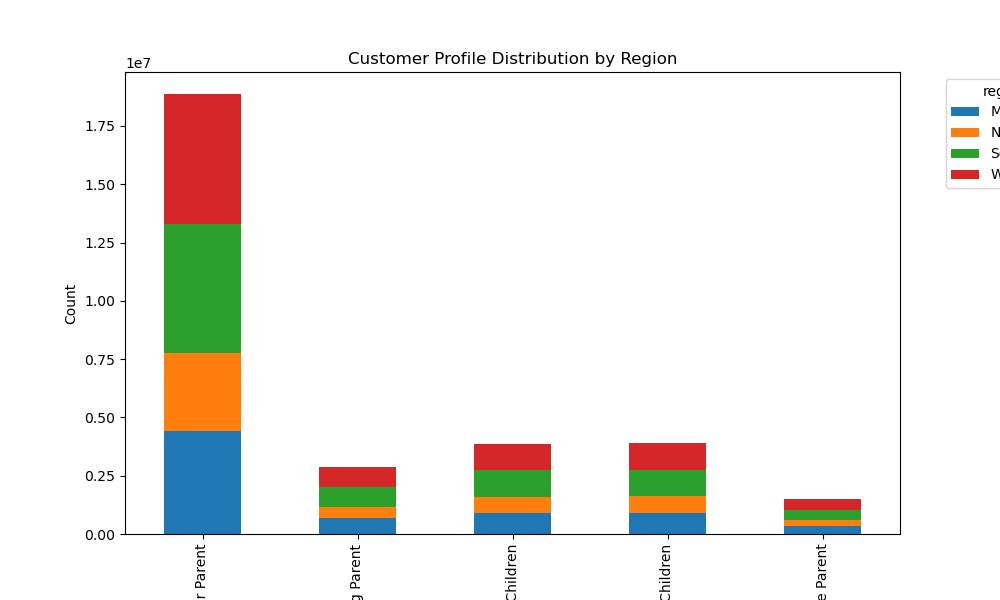 Customer Profile Distribution by Region
1e7
1.75
1.50
1.25
1.00
0.75
0.50
0.25
0.00
Count
Parent
Parent
Children
Children
Parent